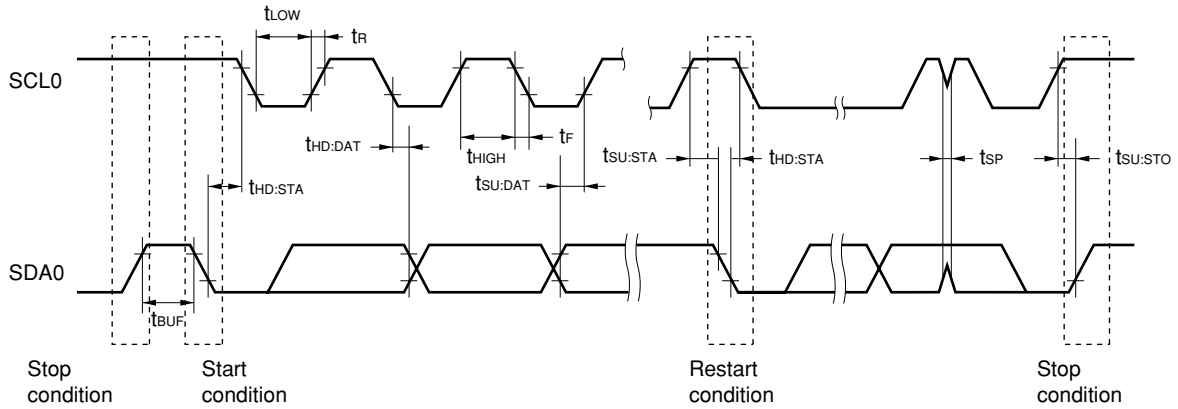 tLOW
tR
SCL0
tHD:DAT
tHIGH
tF
tSU:DAT
tSU:STA
tHD:STA
tSP
tSU:STO
tHD:STA
SDA0
tBUF
Stop
condition
Start
condition
Restart
condition
Stop
condition